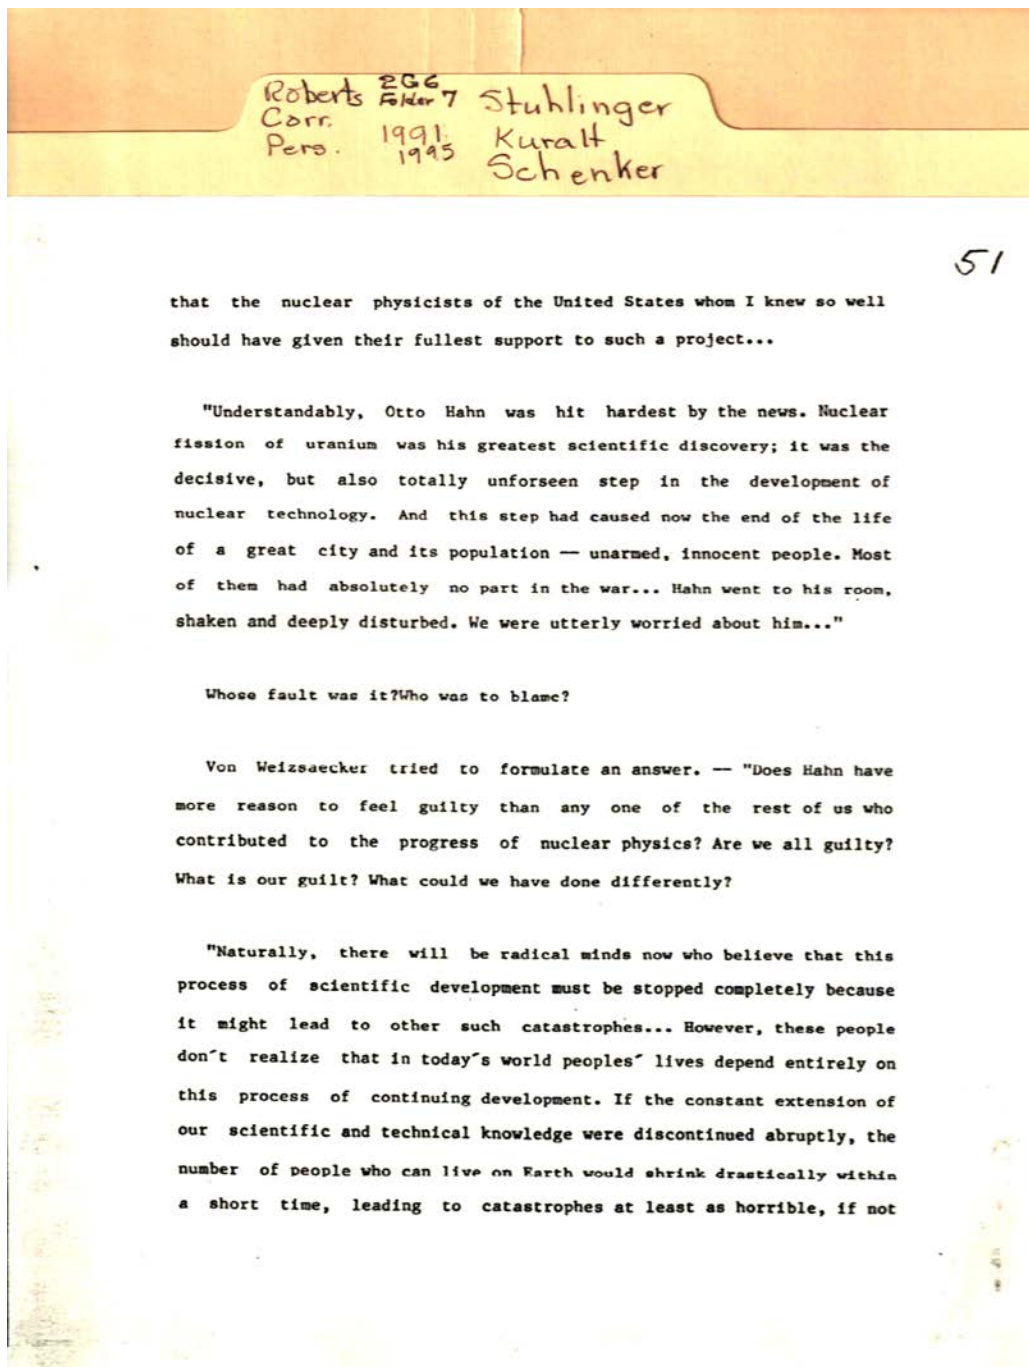 Roberts 2G6 Stuhlinger
Folder 7
Corr. 1991 Kuralt
Pers. 1995 Schenker
51
that the nuclear physicists of the United States whom I knew so well
should have given their fullest support to such a project...
"Understandably, Otto Hahn was hit hardest by the news. Nuclear
fission of uranium was his greatest scientific discovery; it was the
decisive, but also totally unforseen step in the development of
nuclear technology. And this step had caused now the end of the life
of a great city and its population — unarmed, innocent people. Most
of them had absolutely no part in the war... Hahn went to his room,
shaken and deeply disturbed. We were utterly worried about him..."
Whose fault was it?Who was to blame?
Von Weizsaecker tried to formulate an answer. — "Does Hahn have
more reason to feel guilty than any one of the rest of us who
contributed to the progress of nuclear physics? Are we all guilty?
What is our guilt? What could we have done differently?
"Naturally, there will be radical minds now who believe that this
process of scientific development must be stopped completely because
it might lead to other such catastrophes... However, these people
don't realize that in today's world peoples' lives depend entirely on
this process of continuing development. If the constant extension of
our scientific and technical knowledge were discontinued abruptly, the
number of people who can live on Earth would shrink drastically within
a short time, leading to catastrophes at least as horrible, if not